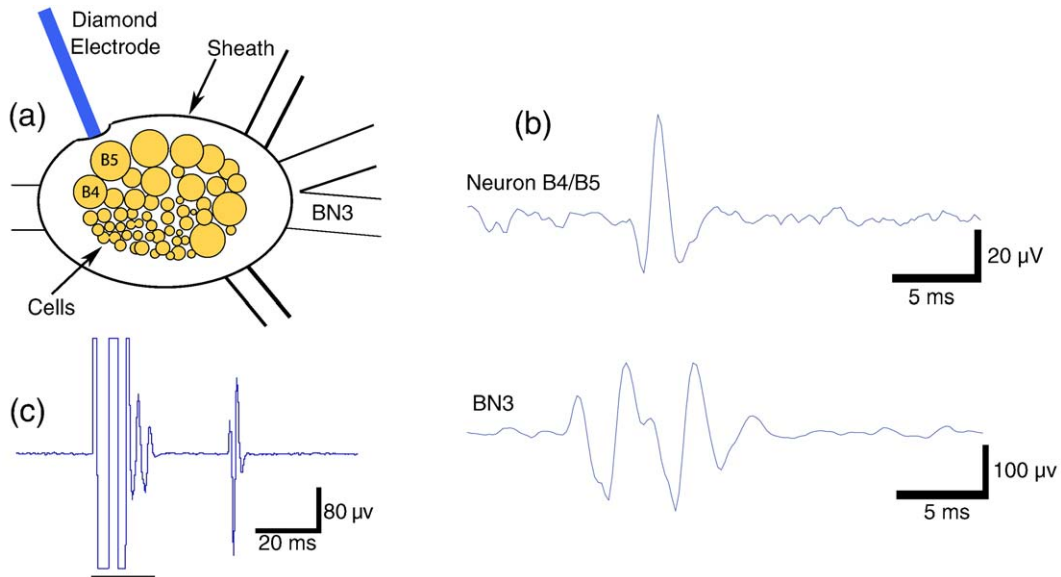 Diamond
Electrode
Sheath
(a)
B5
B4
BN3
Cells
(b)
Neuron B4/B5
20 µV
5 ms
BN3
100 µV
5 ms
(c)
80 µv
20 ms